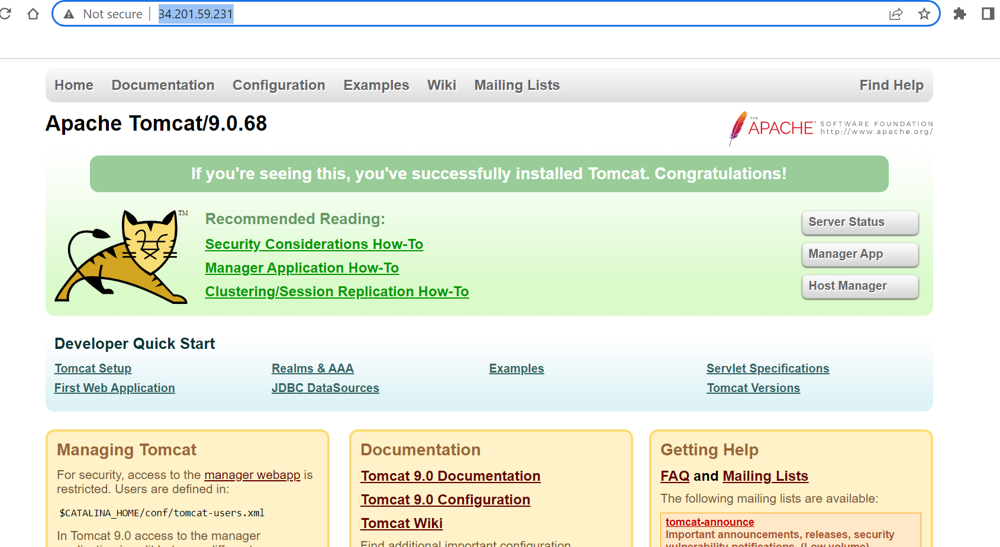 Not secure 34.201.59.231
Home Documentation Configuration Examples Wiki Mailing Lists Find Help
Apache Tomcat/9.0.68
THE APACHE SOFTWARE FOUNDATION
http://www.apache.org/
If you're seeing this, you've successfully installed Tomcat. Congratulations!
TM
Recommended Reading:
Security Considerations How-To
Manager Application How-To
Clustering/Session Replication How-To
Server Status
Manager App
Host Manager
Developer Quick Start
Tomcat Setup
First Web Application
Realms & AAA
JDBC DataSources
Examples
Servlet Specifications
Tomcat Versions
Managing Tomcat
For security, access to the manager webapp is
restricted. Users are defined in:
$CATALINA_HOME/conf/tomcat-users.xml
In Tomcat 9.0 access to the manager
Documentation
Tomcat 9.0 Documentation
Tomcat 9.0 Configuration
Tomcat Wiki
Find additional important configuration
Getting Help
FAQ and Mailing Lists
The following mailing lists are available:
tomcat-announce
Important announcements, releases, security
vulnerability notifications. (Low volume).